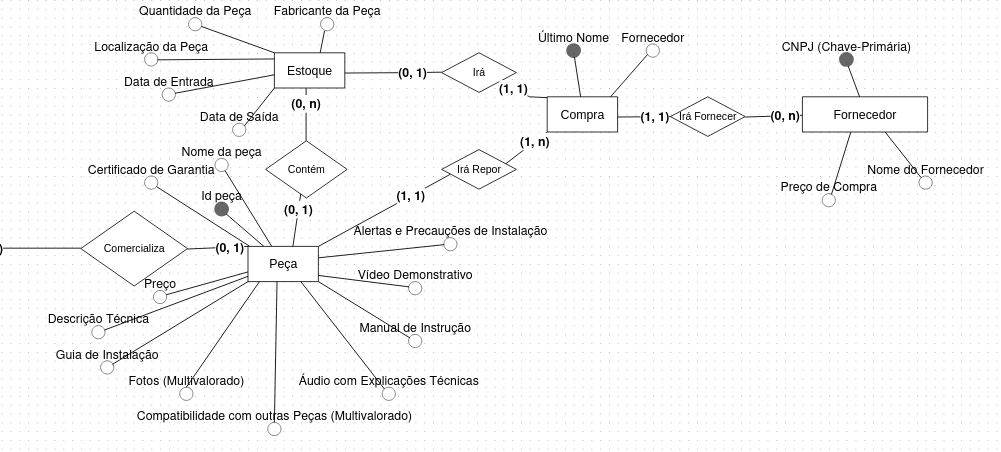 Quantidade da Peça
Fabricante da Peça
Localização da Peça
Data de Entrada
Data de Saída
Estoque
(0, 1)
Irá
(1, 1)
Último Nome
Fornecedor
Compra
(1, 1)
Irá Fornecer
(0, n)
CNPJ (Chave-Primária)
Fornecedor
Preço de Compra
Nome do Fornecedor
(0, n)
Contém
(0, 1)
(1, n)
Irá Repor
(1, 1)
Nome da peça
Certificado de Garantia
Id peça
)
Comercializa
(0, 1)
Peça
Alertas e Precauções de Instalação
Vídeo Demonstrativo
Manual de Instrução
Áudio com Explicações Técnicas
Preço
Descrição Técnica
Guia de Instalação
Fotos (Multivalorado)
Compatibilidade com outras Peças (Multivalorado)